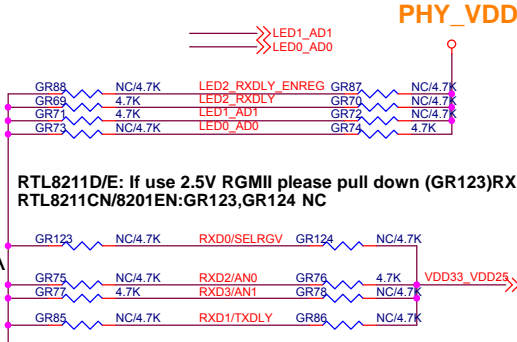 PHY_VDD
LED1_AD1
LED0_AD0
GR88 NC/4.7K LED2_RXDLY_ENREG GR87 NC/4.7K
GR69 4.7K LED2_RXDLY GR70 NC/4.7K
GR71 4.7K LED1_AD1 GR72 NC/4.7K
GR73 NC/4.7K LED0_AD0 GR74 4.7K
RTL8211D/E: If use 2.5V RGMII please pull down (GR123)RX
RTL8211CN/8201EN:GR123,GR124 NC
GR123 NC/4.7K RXD0/SELRGV GR124 NC/4.7K
A
GR75 NC/4.7K RXD2/AN0 GR76 4.7K VDD33_VDD25
GR77 4.7K RXD3/AN1 GR78 NC/4.7K
GR85 NC/4.7K RXD1/TXDLY GR86 NC/4.7K